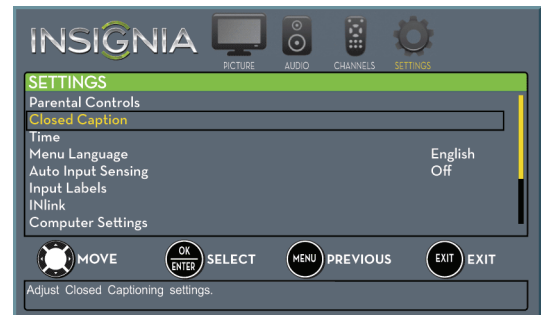 INSIGNIA
PICTURE AUDIO CHANNELS SETTINGS
SETTINGS
Parental Controls
Closed Caption
Time
Menu Language English
Auto Input Sensing Off
Input Labels
INlink
Computer Settings
MOVE OK ENTER SELECT MENU PREVIOUS EXIT EXIT
Adjust Closed Captioning settings.